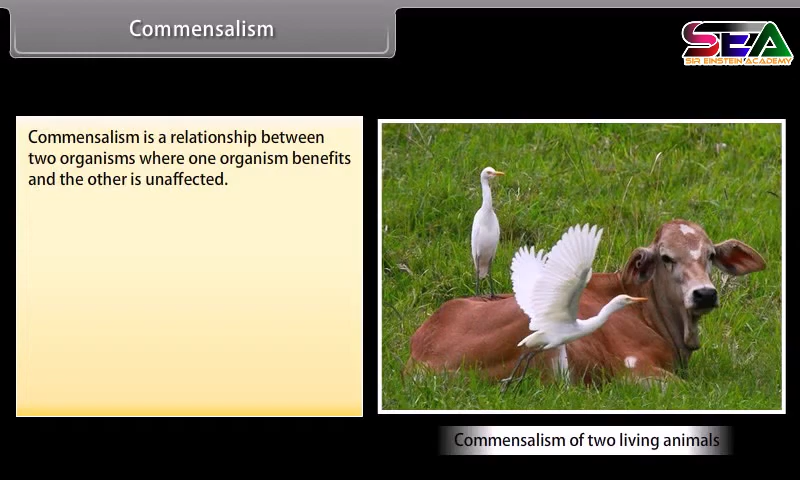 Commensalism
SEA
SIR EINSTEIN ACADEMY
Commensalism is a relationship between
two organisms where one organism benefits
and the other is unaffected.
Commensalism of two living animals